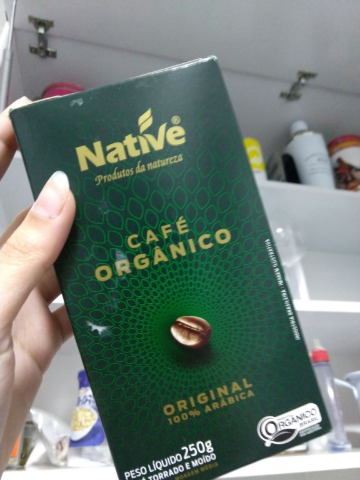 Native®
Produtos da natureza
CAFÉ
ORGÂNICO
ORIGINAL
100% ARÁBICA
ORGÂNICO
BRASIL
PESO LÍQUIDO 250g
TORRADO E MOÍDO